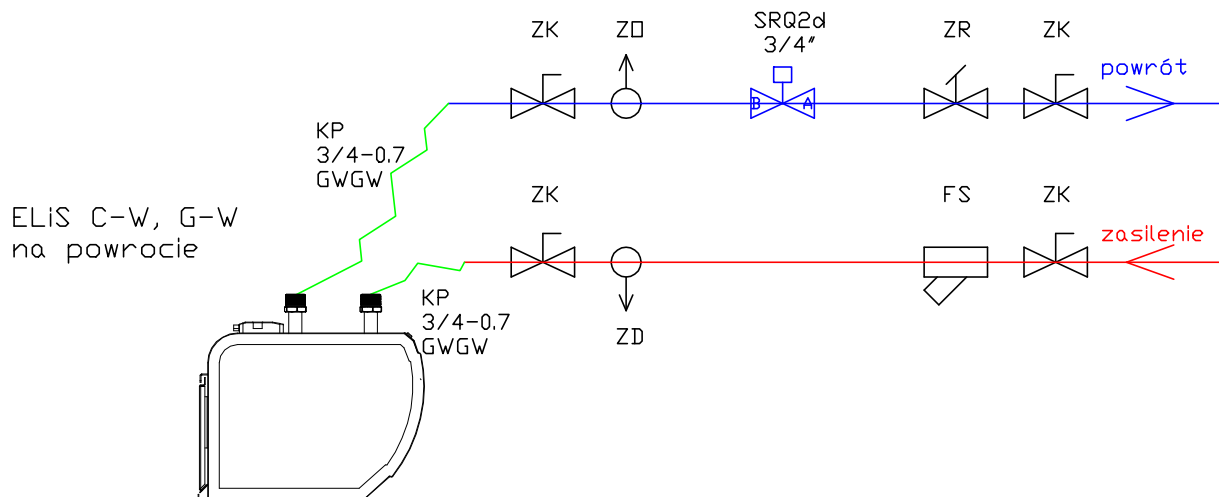 ZK
ZO
SRQ2d
3/4"
ZR
ZK
powrót
B
A
KP
3/4-0.7
GWGW
ELiS C-W, G-W
na powrocie
ZK
FS
ZK
zasilenie
KP
3/4-0.7
GWGW
ZD